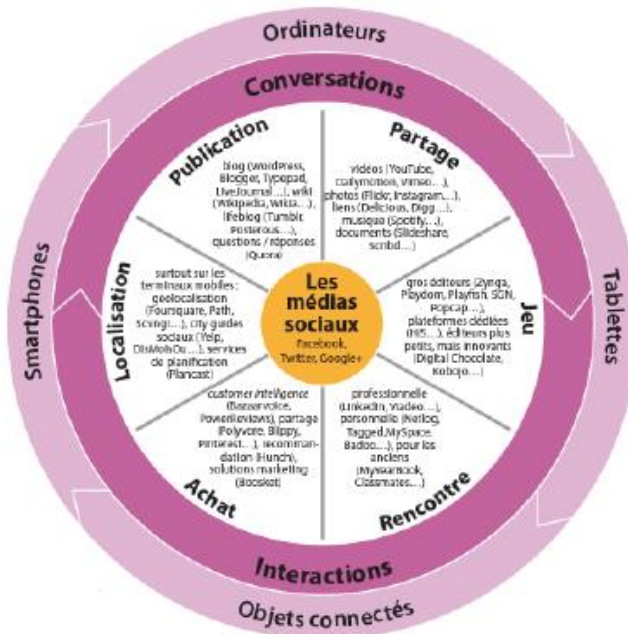 Ordinateurs
Conversations
Publication
blog (WordPress,
Blogger, Typepad,
LiveJournal…), wiki
(Wikipedia, Wikia…),
lifeblog (Tumblr,
Posterous…),
questions / réponses
(Quora)
Partage
vidéos (YouTube,
Dailymotion, Vimeo…),
photos (Flickr, Instagram…),
liens (Delicious, Digg…),
musique (Spotify…),
documents (Slideshare,
scribd…)
Localisation
surtout sur les
terminaux mobiles :
géolocalisation
(Foursquare, Path,
Scvngr…), city guides
sociaux (Yelp,
DisMoiOù…), services
de planification
(Plancast)
Les
médias
sociaux
Facebook,
Twitter, Google+
Jeu
gros éditeurs (Zynga,
Playdom, Playfish, SGN,
Popcap…),
plateformes dédiées
(Hi5…), éditeurs plus
petits, mais innovants
(Digital Chocolate,
Kobojo…)
Achat
customer intelligence
(Bazaarvoice,
PowerReviews), partage
(Polyvore, Blippy,
Pinterest…), recomman-
dation (Hunch),
solutions marketing
(Boosket)
Rencontre
professionnelle
(LinkedIn, Viadeo…),
personnelle (Netlog,
Tagged, MySpace,
Badoo…), pour les
anciens
(MyYearBook,
Classmates…)
Smartphones
Tablettes
Interactions
Objets connectés